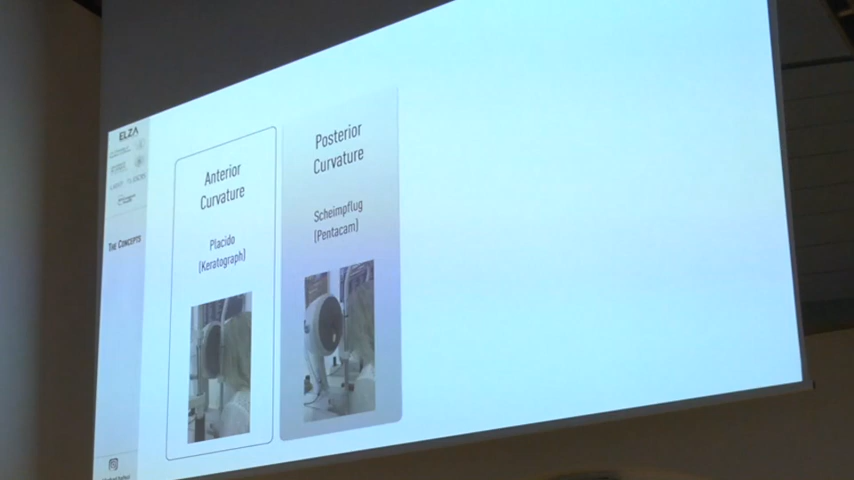 ELZA
THE CONCEPTS
Anterior
Curvature
Placido
(Keratograph)
Posterior
Curvature
Scheimpflug
(Pentacam)